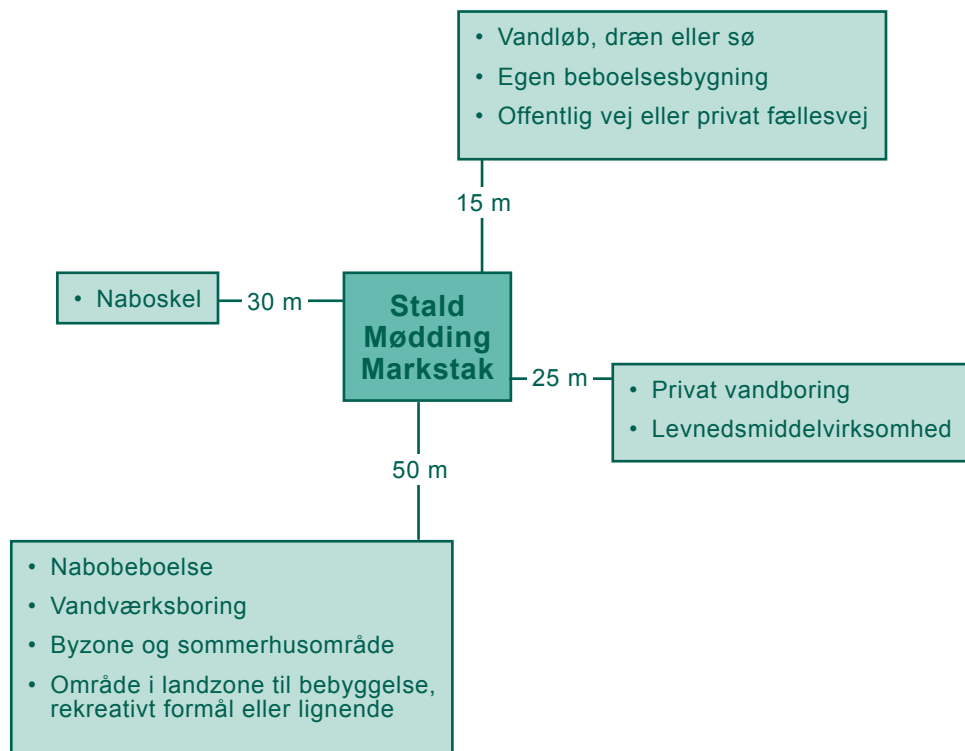 • Vandløb, dræn eller sø
• Egen beboelsesbygning
• Offentlig vej eller privat fællesvej
15 m
• Naboskel
30 m
Stald
Mødding
Markstak
25 m
• Privat vandboring
• Levnedsmiddelvirksomhed
50 m
• Nabobeboelse
• Vandværksboring
• Byzone og sommerhusområde
• Område i landzone til bebyggelse,
rekreativt formål eller lignende